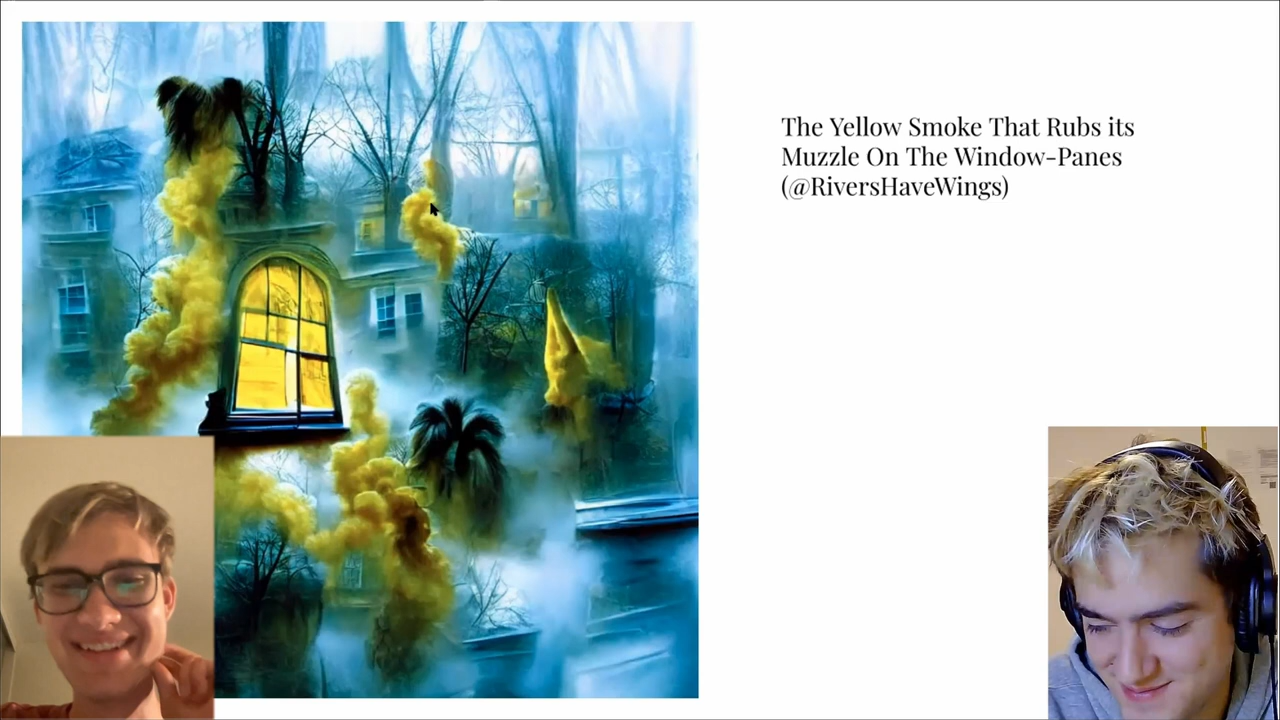 The Yellow Smoke That Rubs its
Muzzle On The Window-Panes
(@RiversHaveWings)